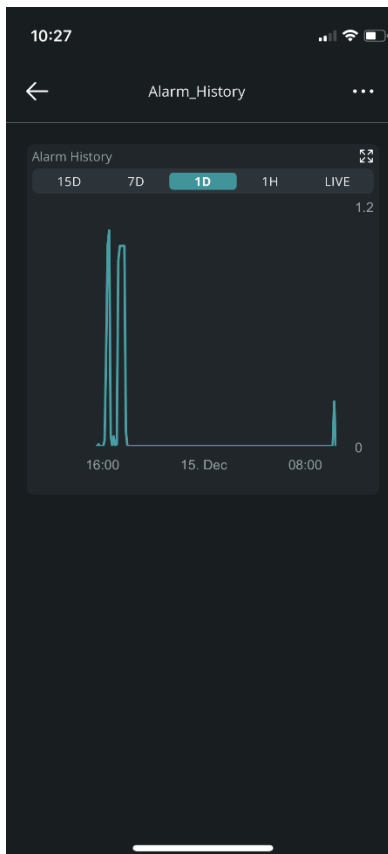 10:27
Alarm_History
Alarm History
15D 7D 1D 1H LIVE
1.2
0
16:00 15. Dec 08:00